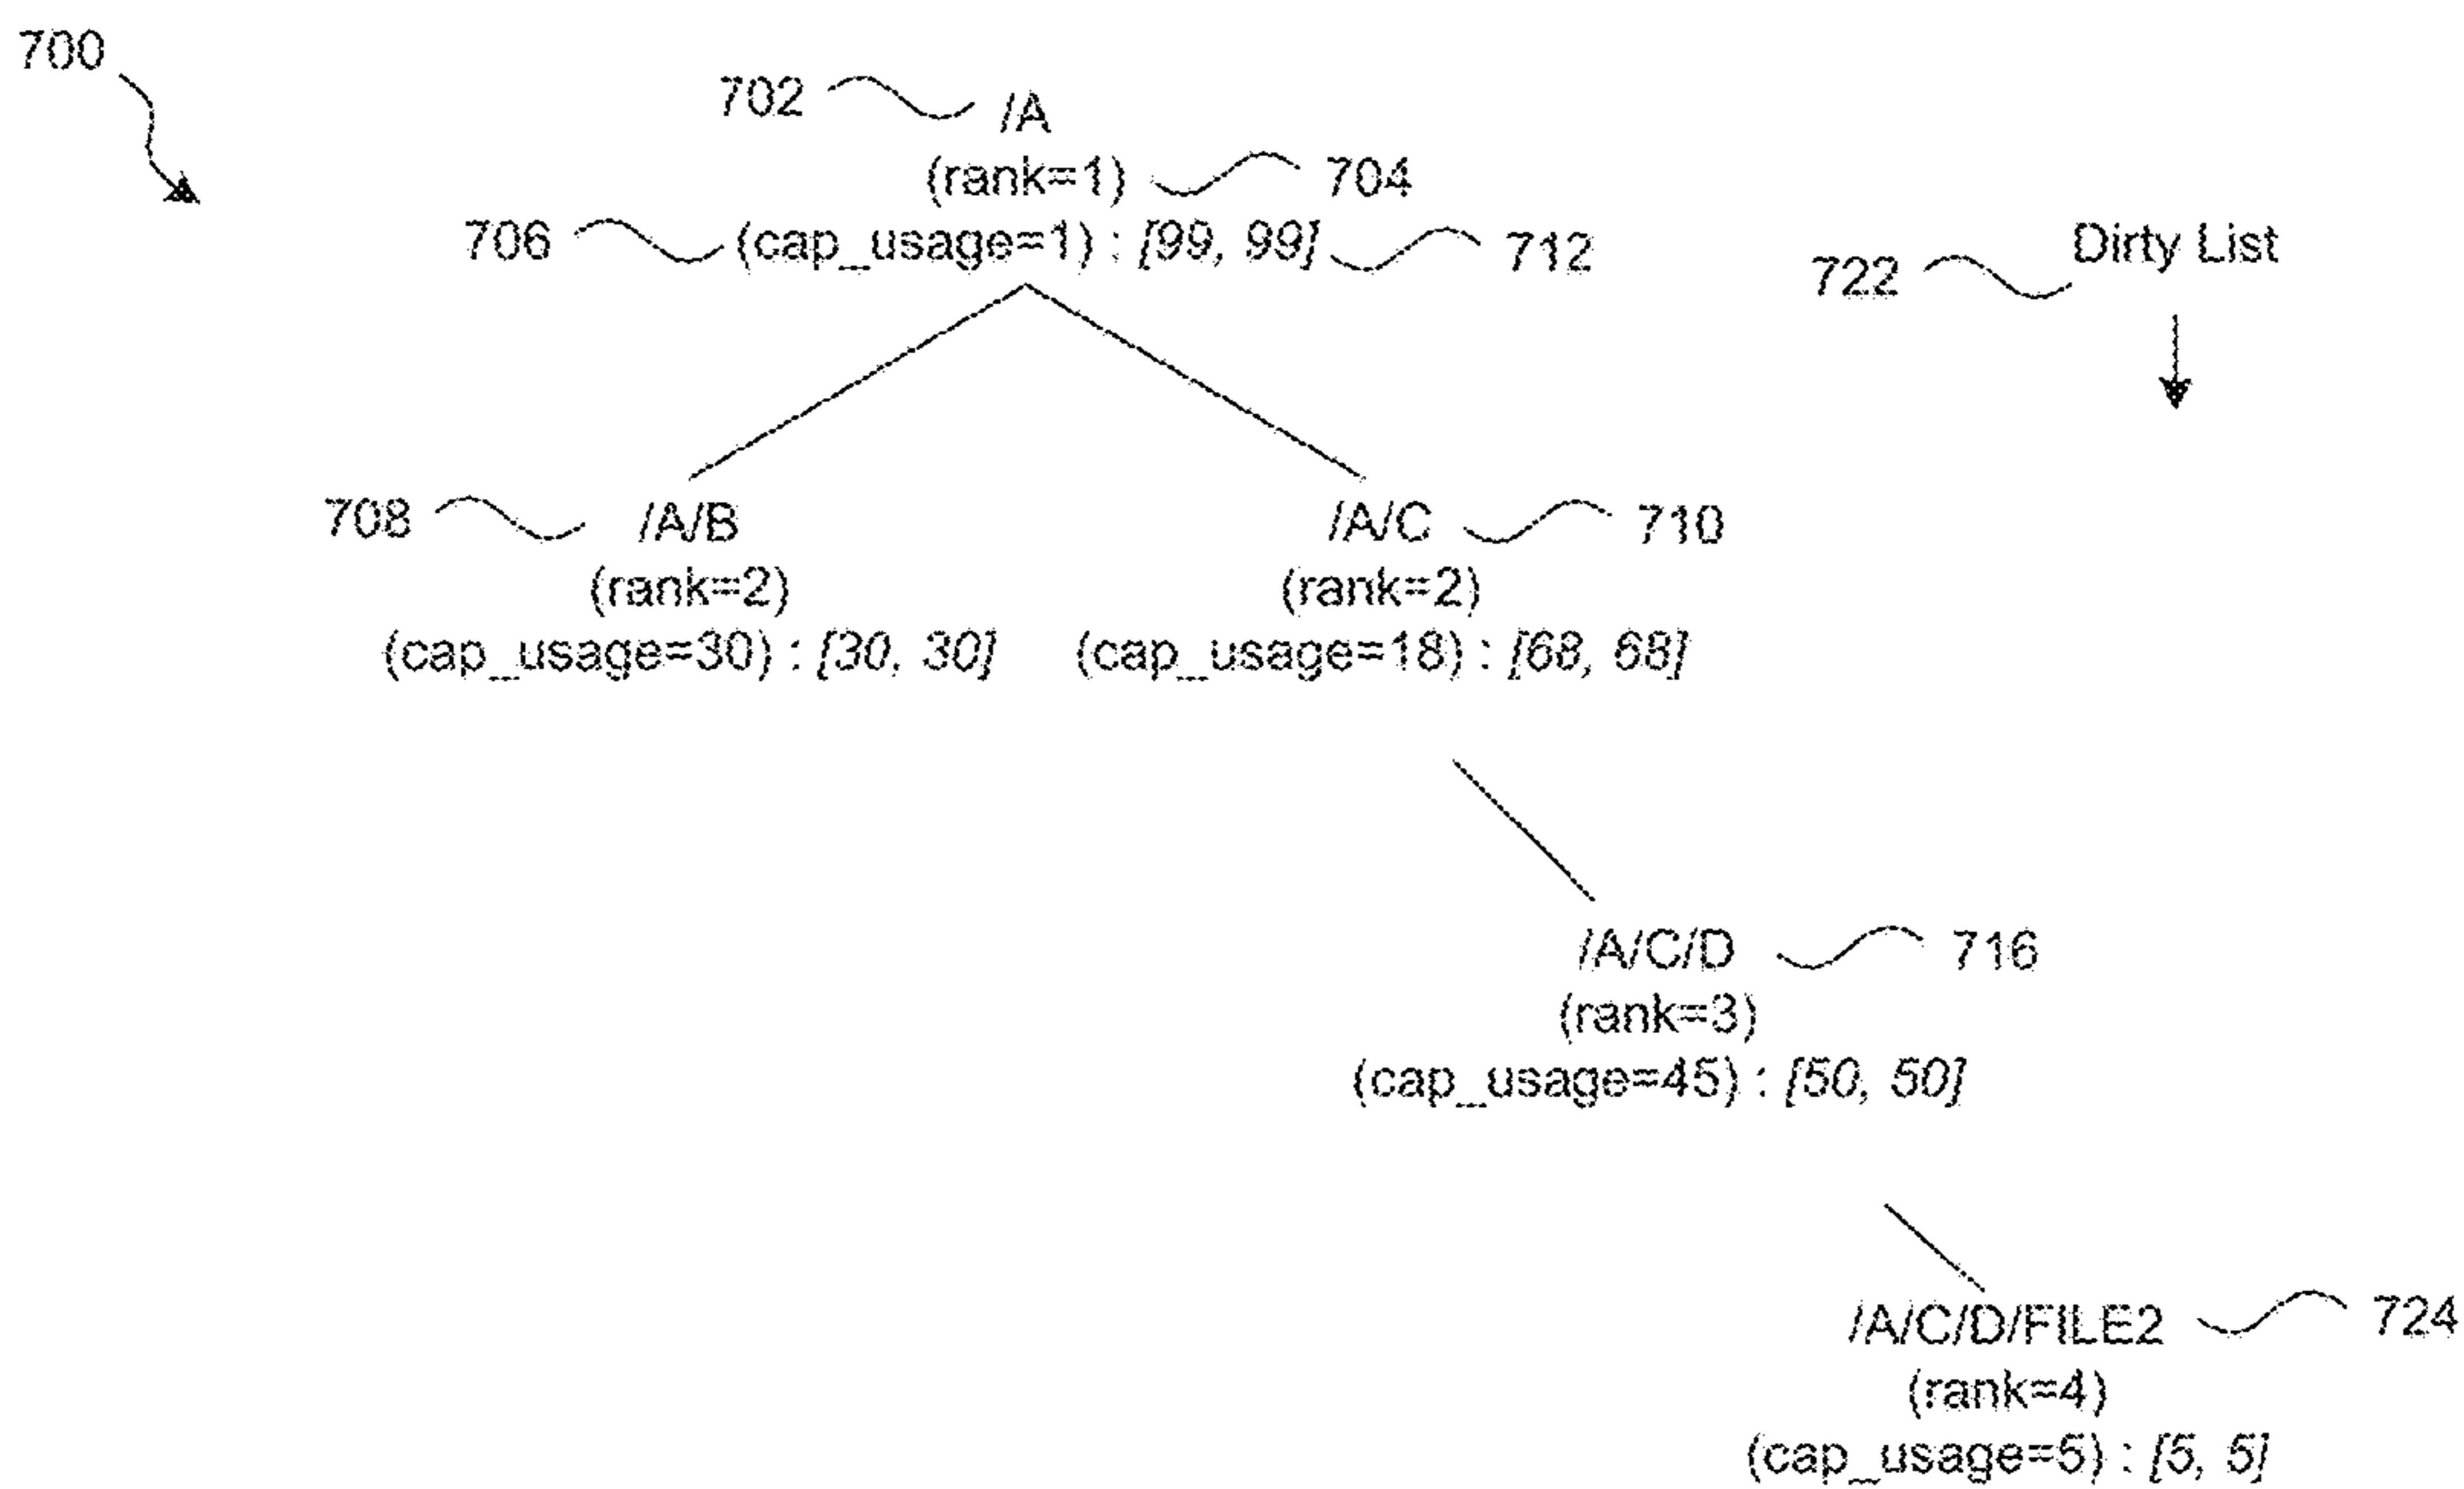 700
702 /A
(rank=1) 704
706 (cap_usage=1) : [99, 99] 712
722 Dirty List
708 /A/B
(rank=2)
(cap_usage=30) : [30, 30]
/A/C 710
(rank=2)
(cap_usage=18) : [68, 68]
/A/C/D 716
(rank=3)
(cap_usage=45) : [50, 50]
/A/C/D/FILE2 724
(rank=4)
(cap_usage=5) : [5, 5]